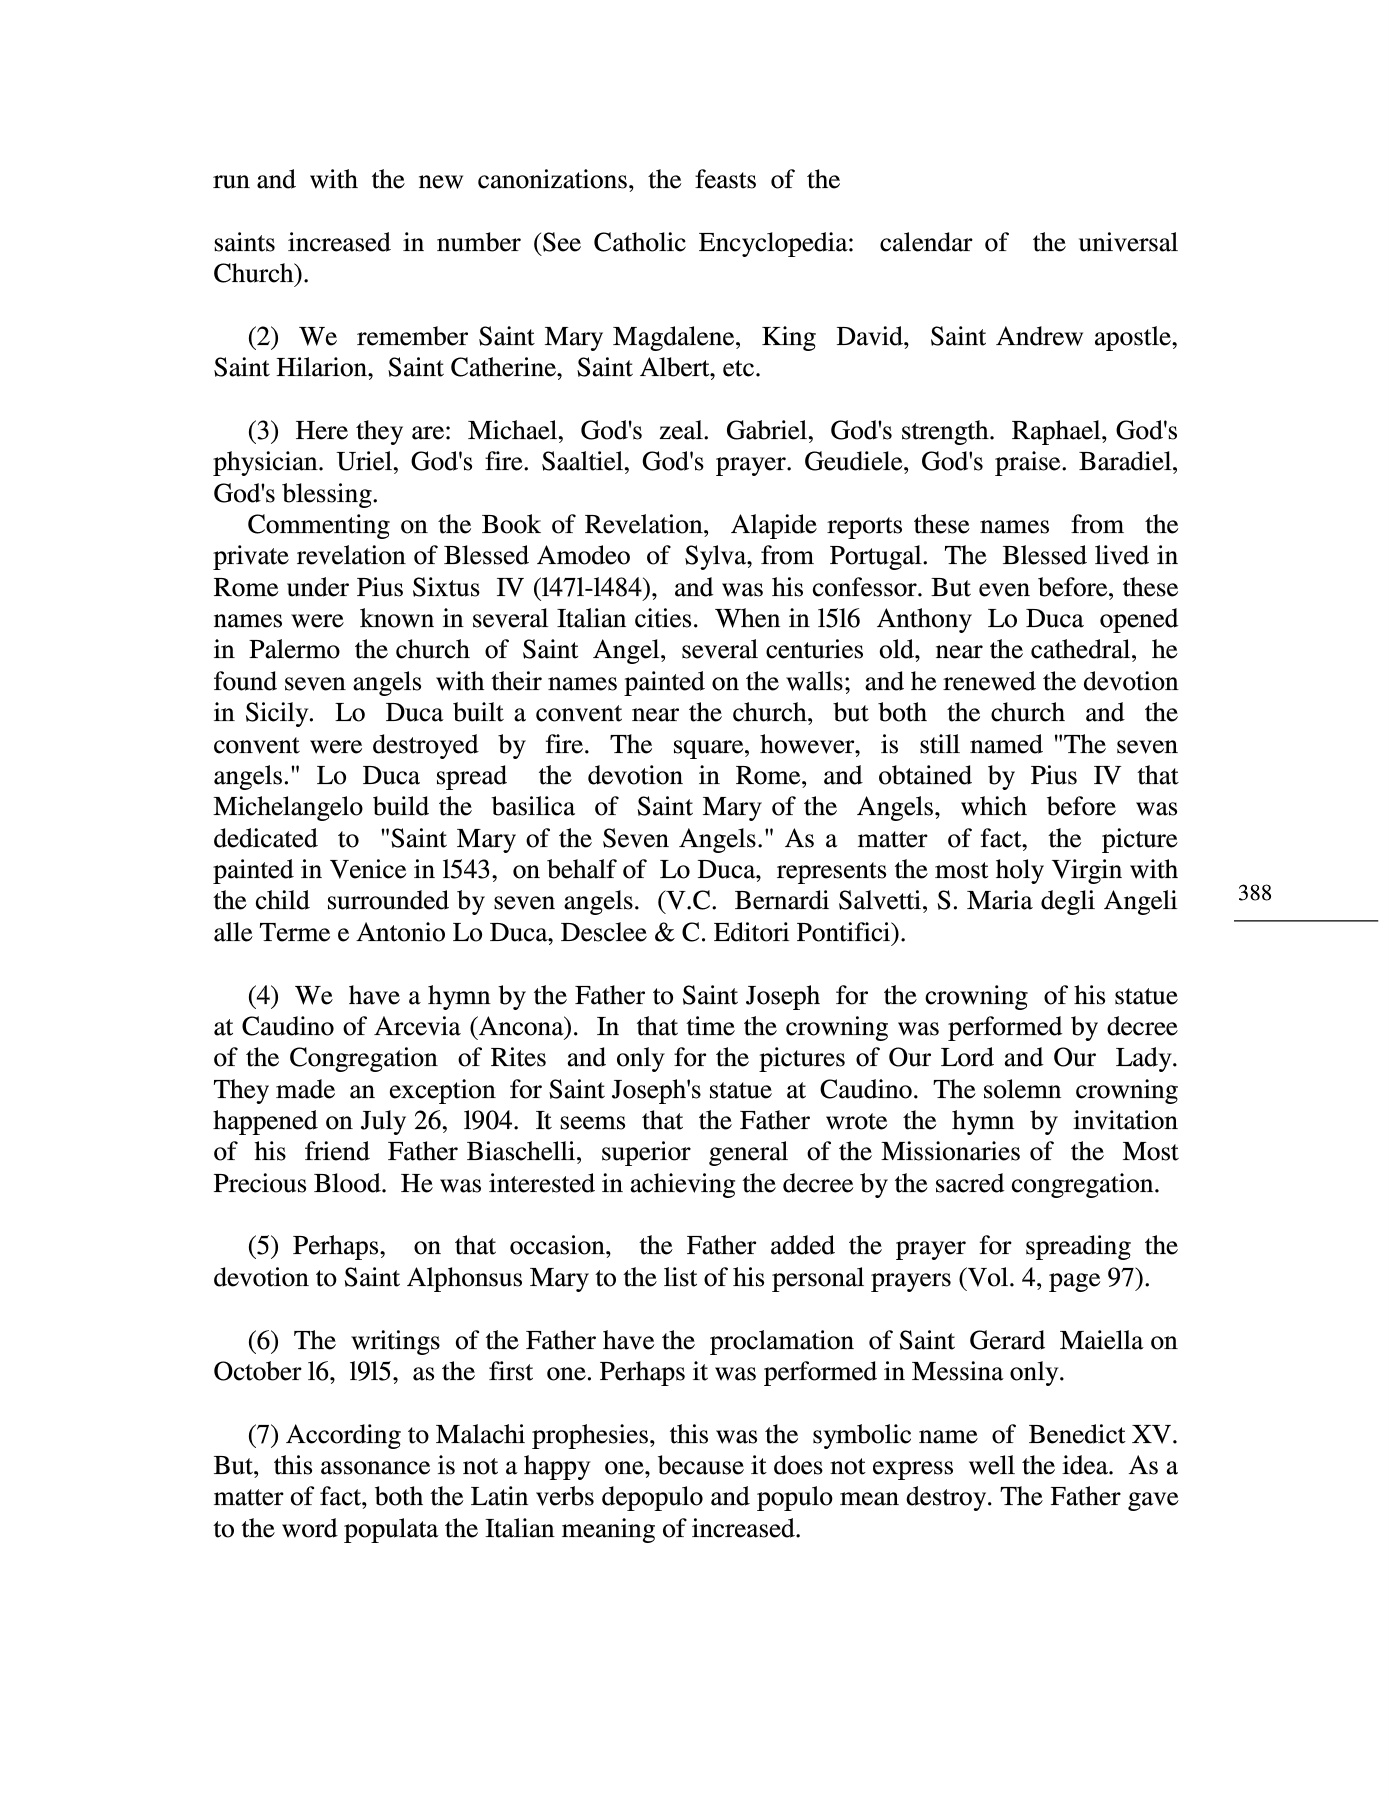 run and with the new canonizations, the feasts of the
saints increased in number (See Catholic Encyclopedia: calendar of the universal
Church).
(2) We remember Saint Mary Magdalene, King David, Saint Andrew apostle,
Saint Hilarion, Saint Catherine, Saint Albert, etc.
(3) Here they are: Michael, God's zeal. Gabriel, God's strength. Raphael, God's
physician. Uriel, God's fire. Saaltiel, God's prayer. Geudiele, God's praise. Baradiel,
God's blessing.
Commenting on the Book of Revelation, Alapide reports these names from the
private revelation of Blessed Amodeo of Sylva, from Portugal. The Blessed lived in
Rome under Pius Sixtus IV (l47l-l484), and was his confessor. But even before, these
names were known in several Italian cities. When in l5l6 Anthony Lo Duca opened
in Palermo the church of Saint Angel, several centuries old, near the cathedral, he
found seven angels with their names painted on the walls; and he renewed the devotion
in Sicily. Lo Duca built a convent near the church, but both the church and the
convent were destroyed by fire. The square, however, is still named "The seven
angels." Lo Duca spread the devotion in Rome, and obtained by Pius IV that
Michelangelo build the basilica of Saint Mary of the Angels, which before was
dedicated to "Saint Mary of the Seven Angels." As a matter of fact, the picture
painted in Venice in l543, on behalf of Lo Duca, represents the most holy Virgin with
the child surrounded by seven angels. (V.C. Bernardi Salvetti, S. Maria degli Angeli
alle Terme e Antonio Lo Duca, Desclee & C. Editori Pontifici).
388
(4) We have a hymn by the Father to Saint Joseph for the crowning of his statue
at Caudino of Arcevia (Ancona). In that time the crowning was performed by decree
of the Congregation of Rites and only for the pictures of Our Lord and Our Lady.
They made an exception for Saint Joseph's statue at Caudino. The solemn crowning
happened on July 26, l904. It seems that the Father wrote the hymn by invitation
of his friend Father Biaschelli, superior general of the Missionaries of the Most
Precious Blood. He was interested in achieving the decree by the sacred congregation.
(5) Perhaps, on that occasion, the Father added the prayer for spreading the
devotion to Saint Alphonsus Mary to the list of his personal prayers (Vol. 4, page 97).
(6) The writings of the Father have the proclamation of Saint Gerard Maiella on
October l6, l9l5, as the first one. Perhaps it was performed in Messina only.
(7) According to Malachi prophesies, this was the symbolic name of Benedict XV.
But, this assonance is not a happy one, because it does not express well the idea. As a
matter of fact, both the Latin verbs depopulo and populo mean destroy. The Father gave
to the word populata the Italian meaning of increased.